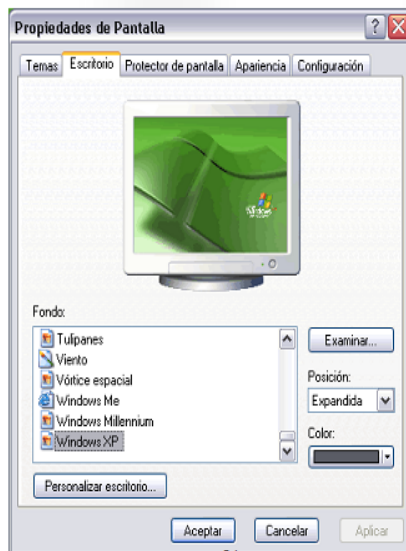 Propiedades de Pantalla
Temas Escritorio Protector de pantalla Apariencia Configuración
Windows
Fondo:
Tulipanes
Viento
Vórtice espacial
Windows Me
Windows Millennium
Windows XP
Examinar...
Posición:
Expandida
Color:
Personalizar escritorio...
Aceptar Cancelar Aplicar